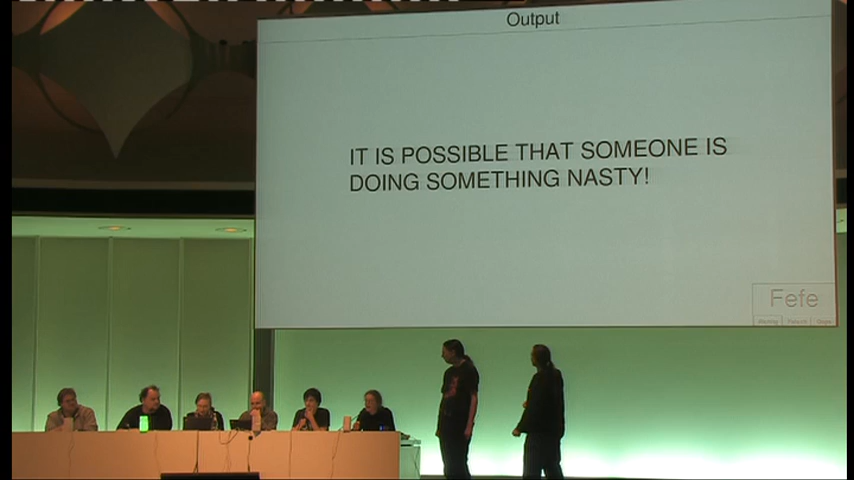 Output
IT IS POSSIBLE THAT SOMEONE IS
DOING SOMETHING NASTY!
Fefe